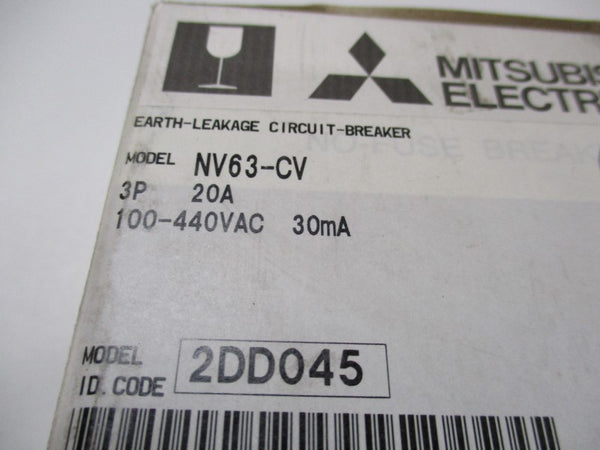 MITSUBIS
ELECTR
EARTH-LEAKAGE CIRCUIT-BREAKER
MODEL NV63-CV
3P 20A
100-440VAC 30mA
MODEL
ID.CODE 2DD045